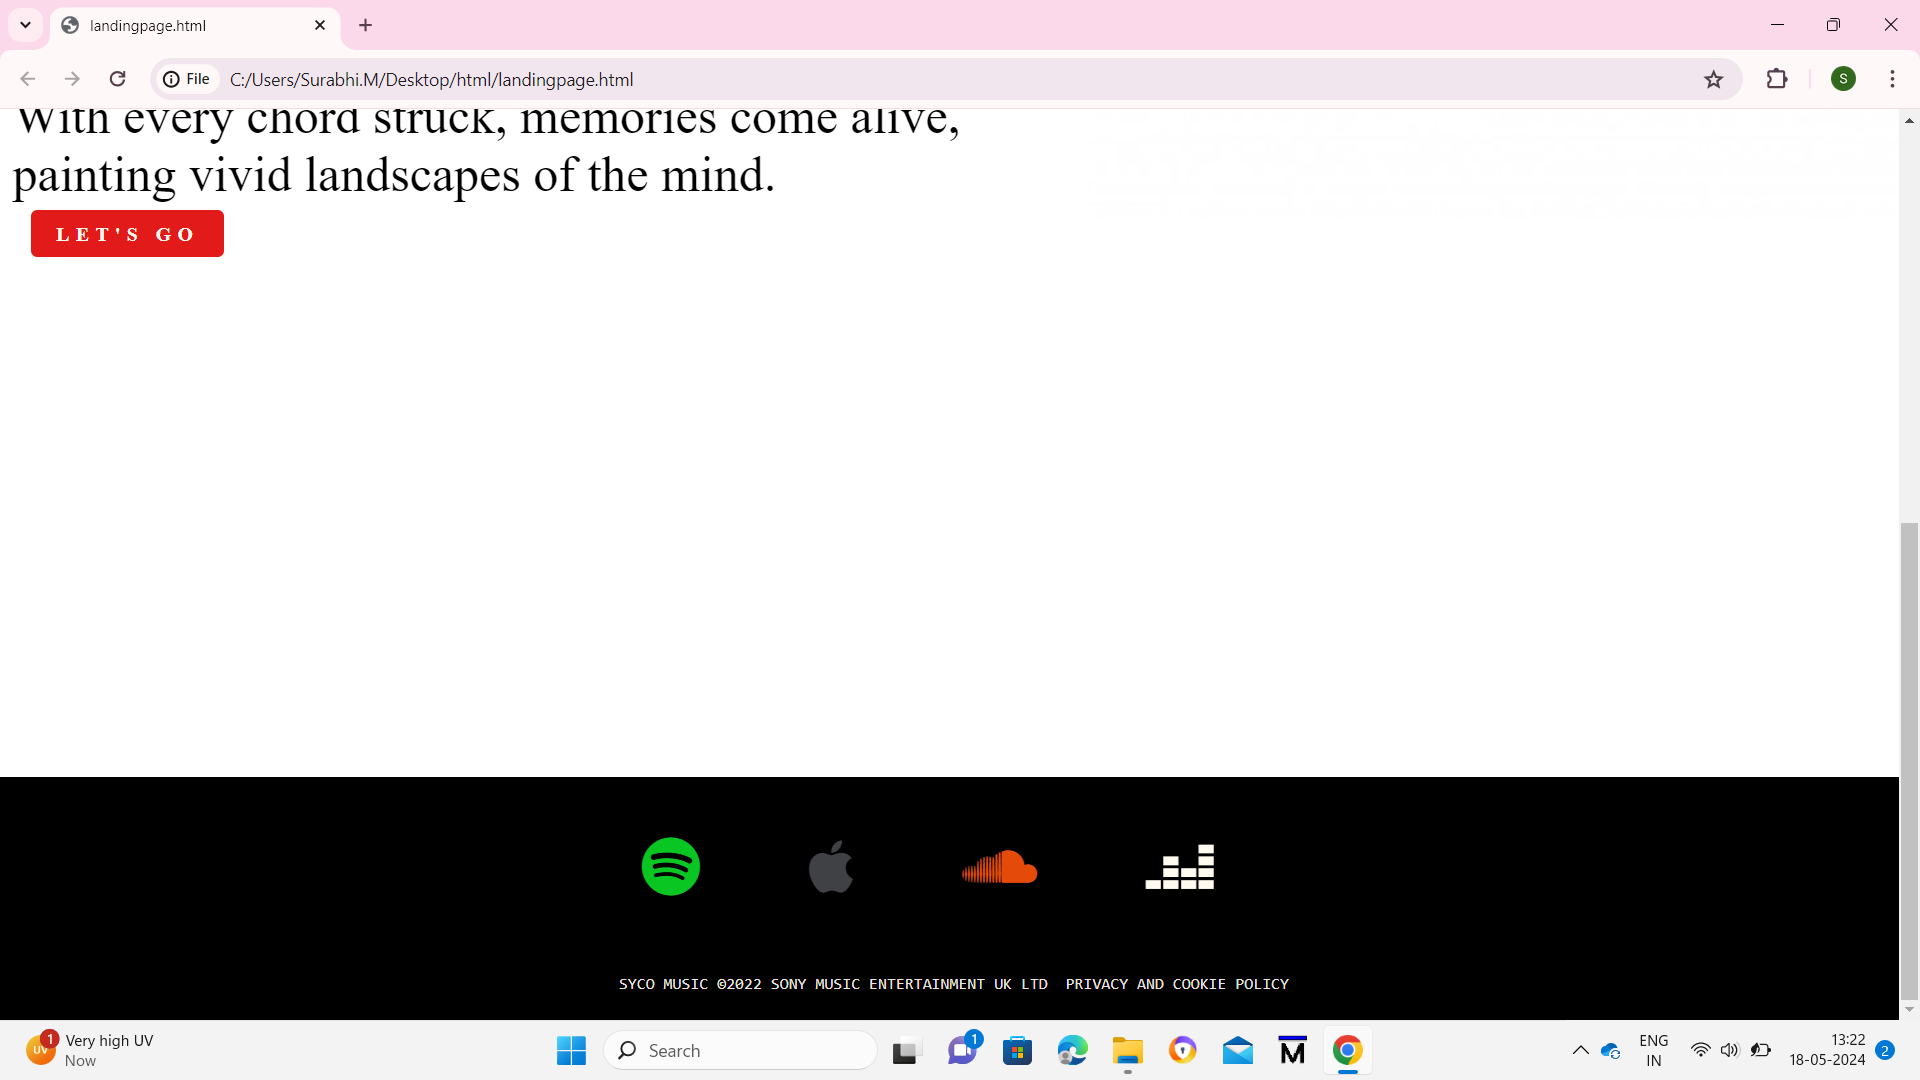 landingpage.html
File
C:/Users/Surabhi.M/Desktop/html/landingpage.html
S
With every chord struck, memories come alive,
painting vivid landscapes of the mind.
LET'S GO
SYCO MUSIC ©2022 SONY MUSIC ENTERTAINMENT UK LTD  PRIVACY AND COOKIE POLICY
UV
1
Very high UV
Now
Search
1
M
ENG
IN
13:22
18-05-2024
2